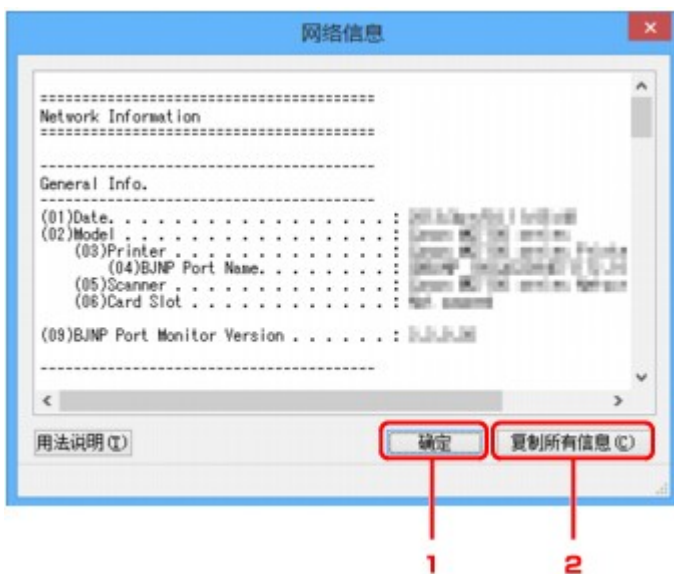 网络信息
========================================
Network Information
========================================
----------------------------------------
General Info.
----------------------------------------
(01)Date. . . . . . . . . . . . . . . . . :
(02)Model . . . . . . . . . . . . . . . . :
(03)Printer . . . . . . . . . . . . . . :
(04)BJNP Port Name. . . . . . . . . . :
(05)Scanner . . . . . . . . . . . . . . :
(06)Card Slot . . . . . . . . . . . . . :
(09)BJNP Port Monitor Version . . . . . . :
----------------------------------------
用法说明(I) 确定 复制所有信息(C)
1 2